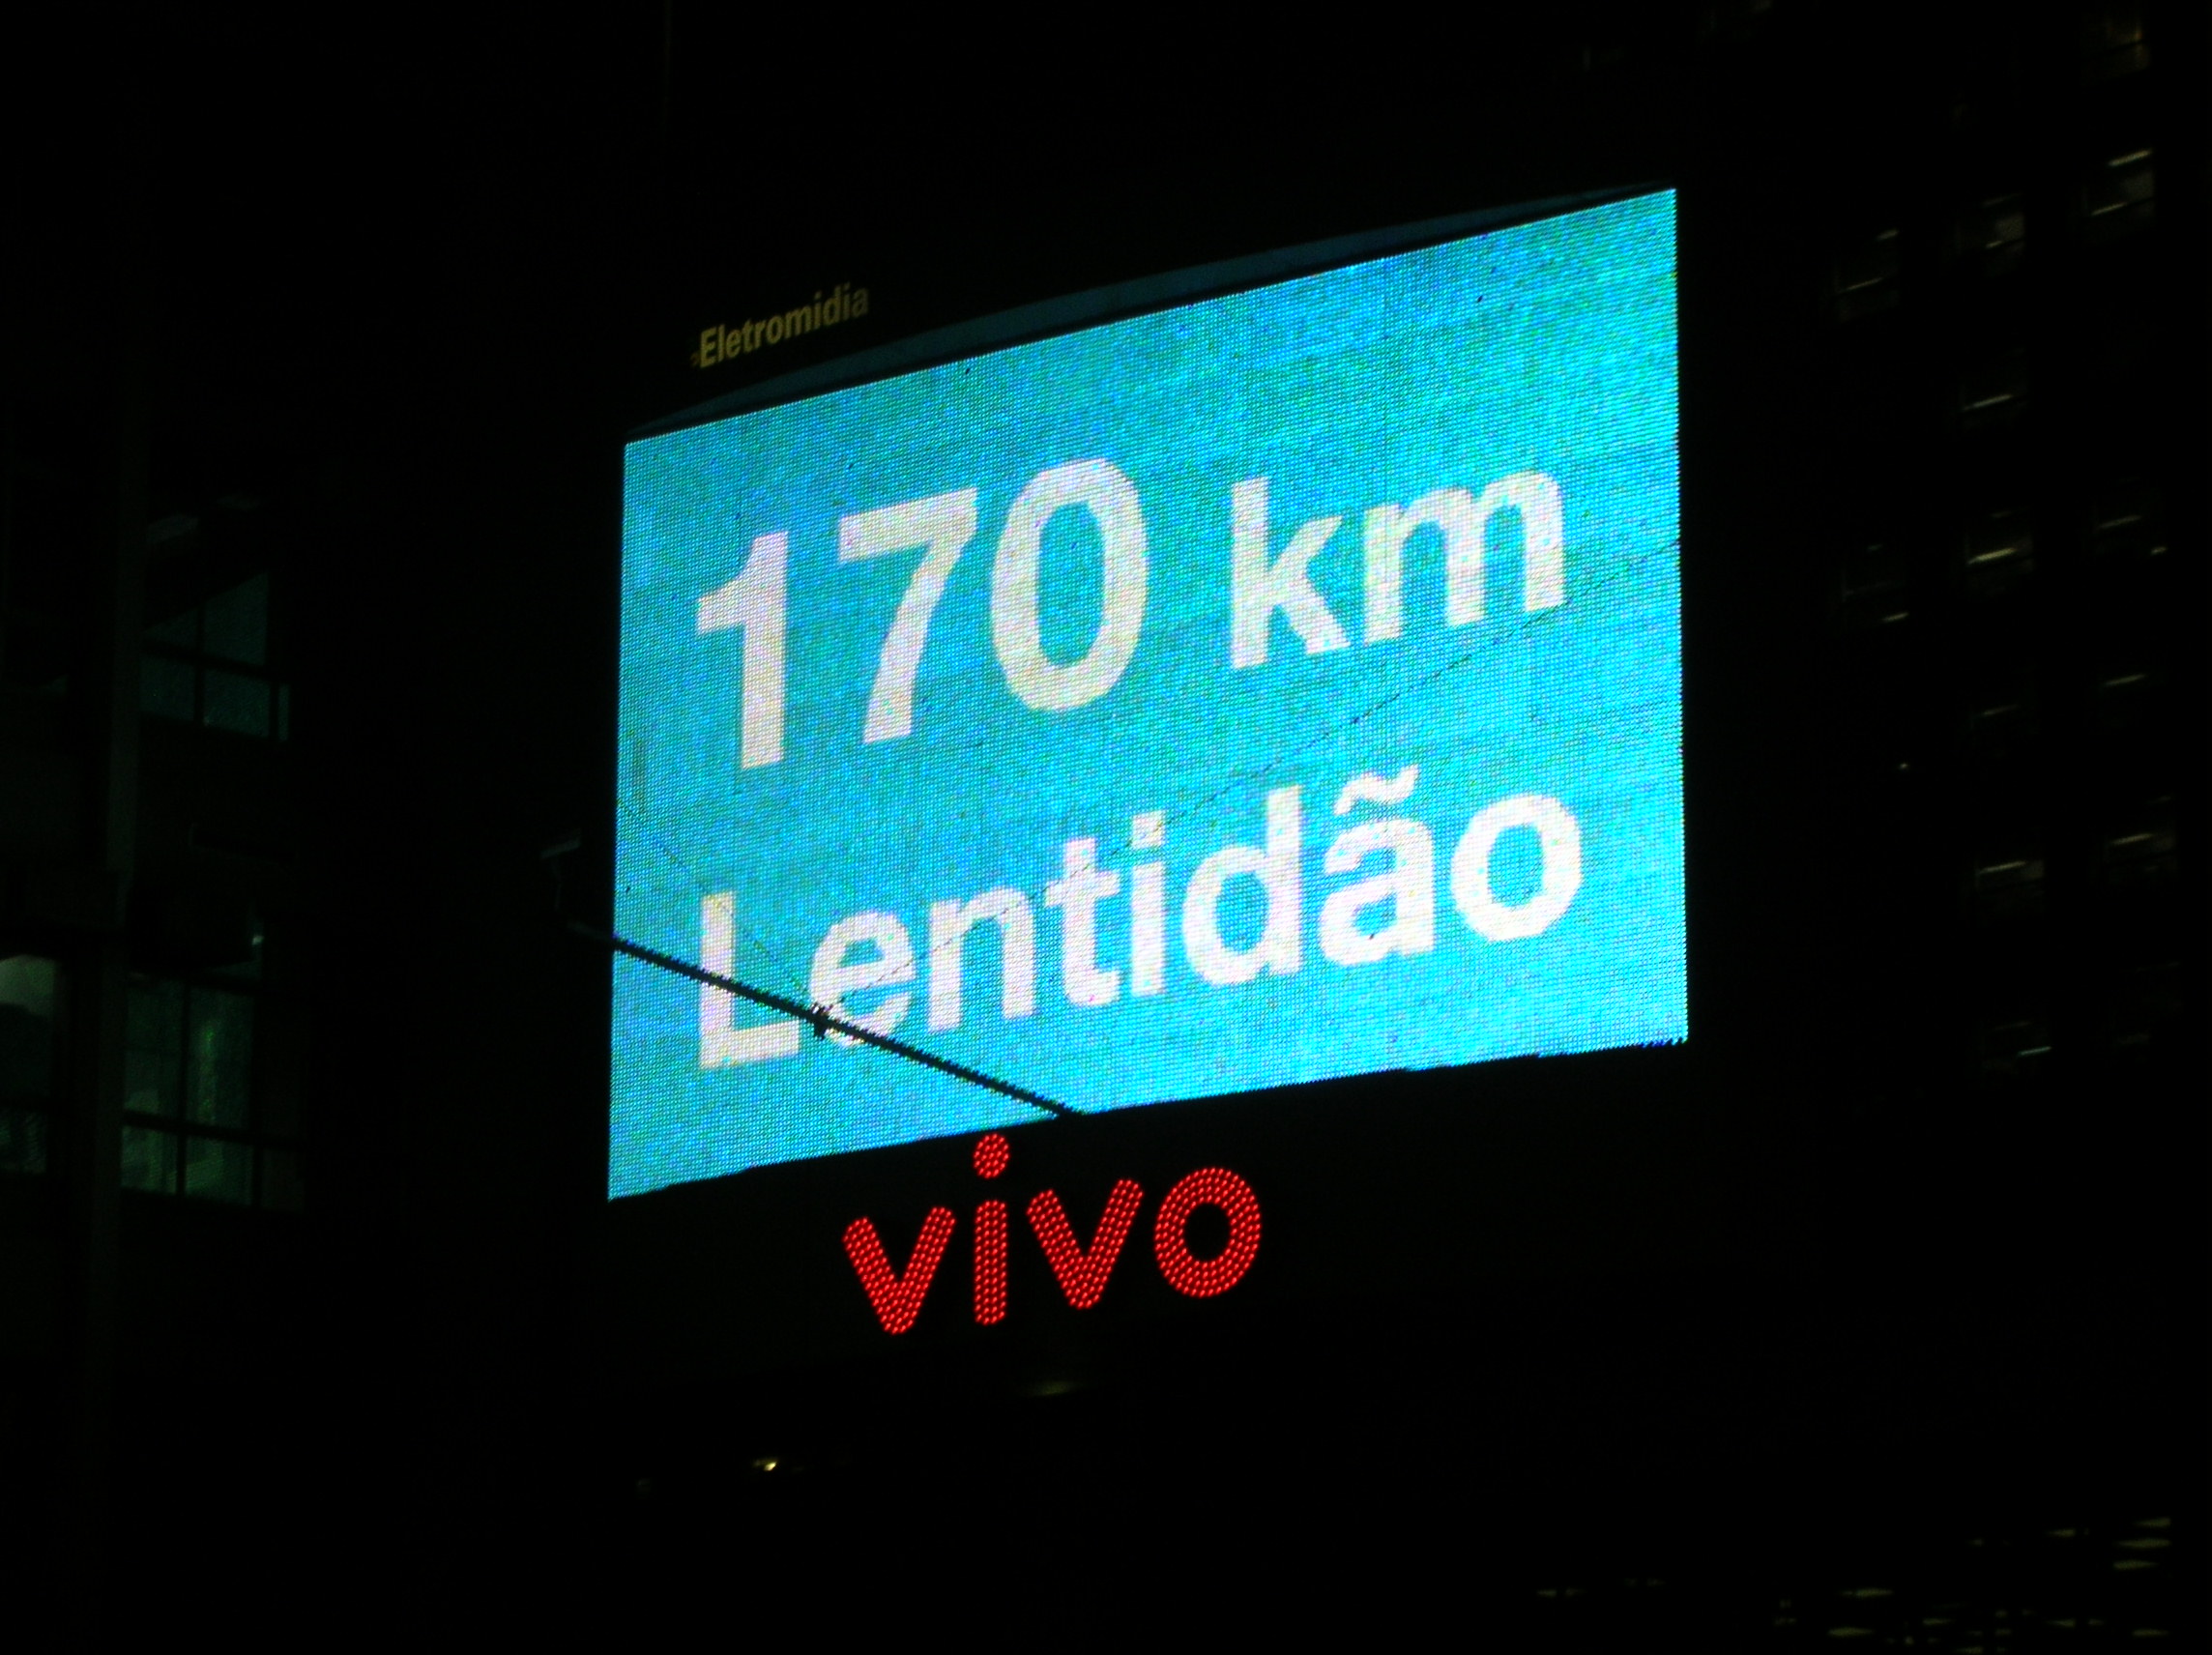 Eletromidia
170 km
Lentidão
vivo